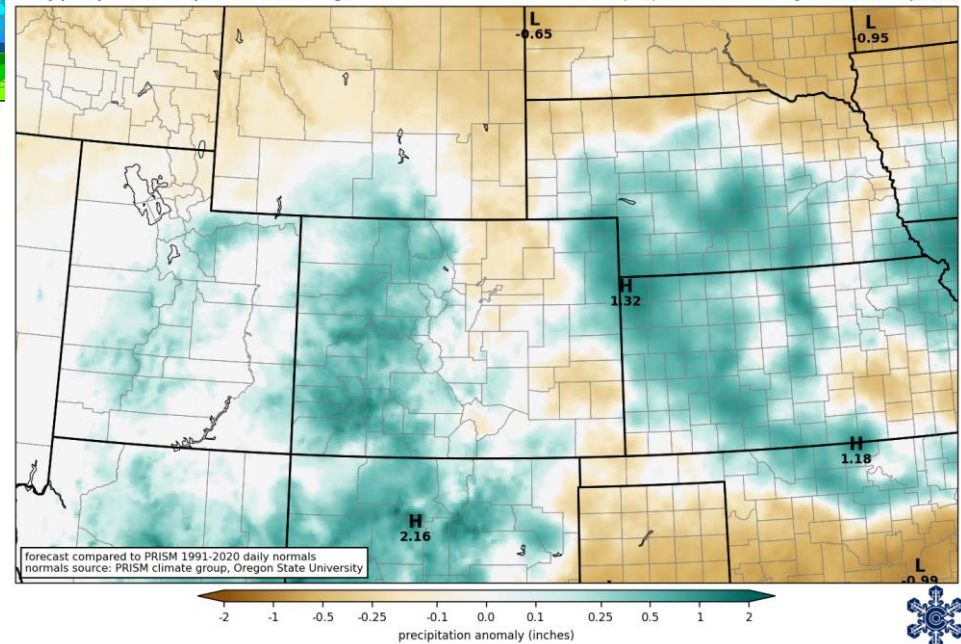 L
-0.65
L
-0.95
H
1.32
H
1.18
H
2.16
L
-0.99
forecast compared to PRISM 1991-2020 daily normals
normals source: PRISM climate group, Oregon State University
-2 -1 -0.5 -0.25 -0.1 0.0 0.1 0.25 0.5 1 2
precipitation anomaly (inches)